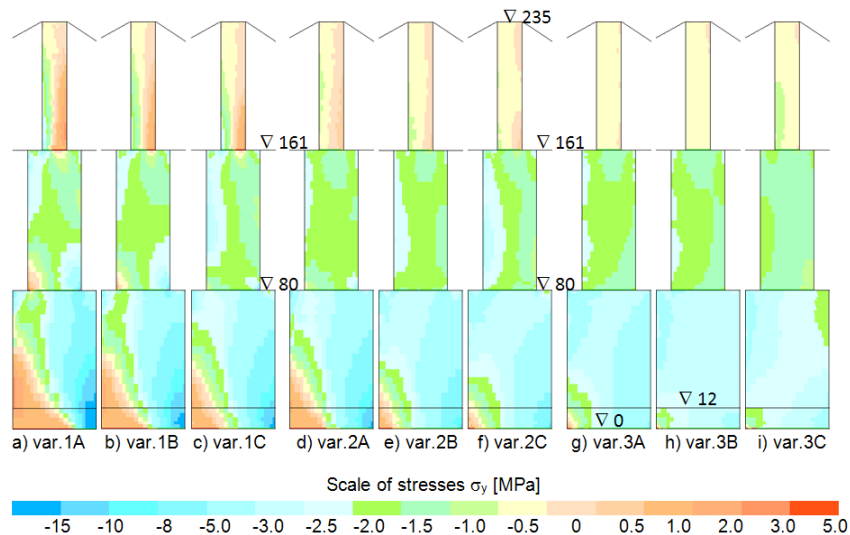 ∇ 235
∇ 161
∇ 161
∇ 80
∇ 80
∇ 12
∇ 0
a) var.1A b) var.1B c) var.1C d) var.2A e) var.2B f) var.2C g) var.3A h) var.3B i) var.3C
Scale of stresses σy [MPa]
-15 -10 -8 -5.0 -3.0 -2.5 -2.0 -1.5 -1.0 -0.5 0 0.5 1.0 2.0 3.0 5.0